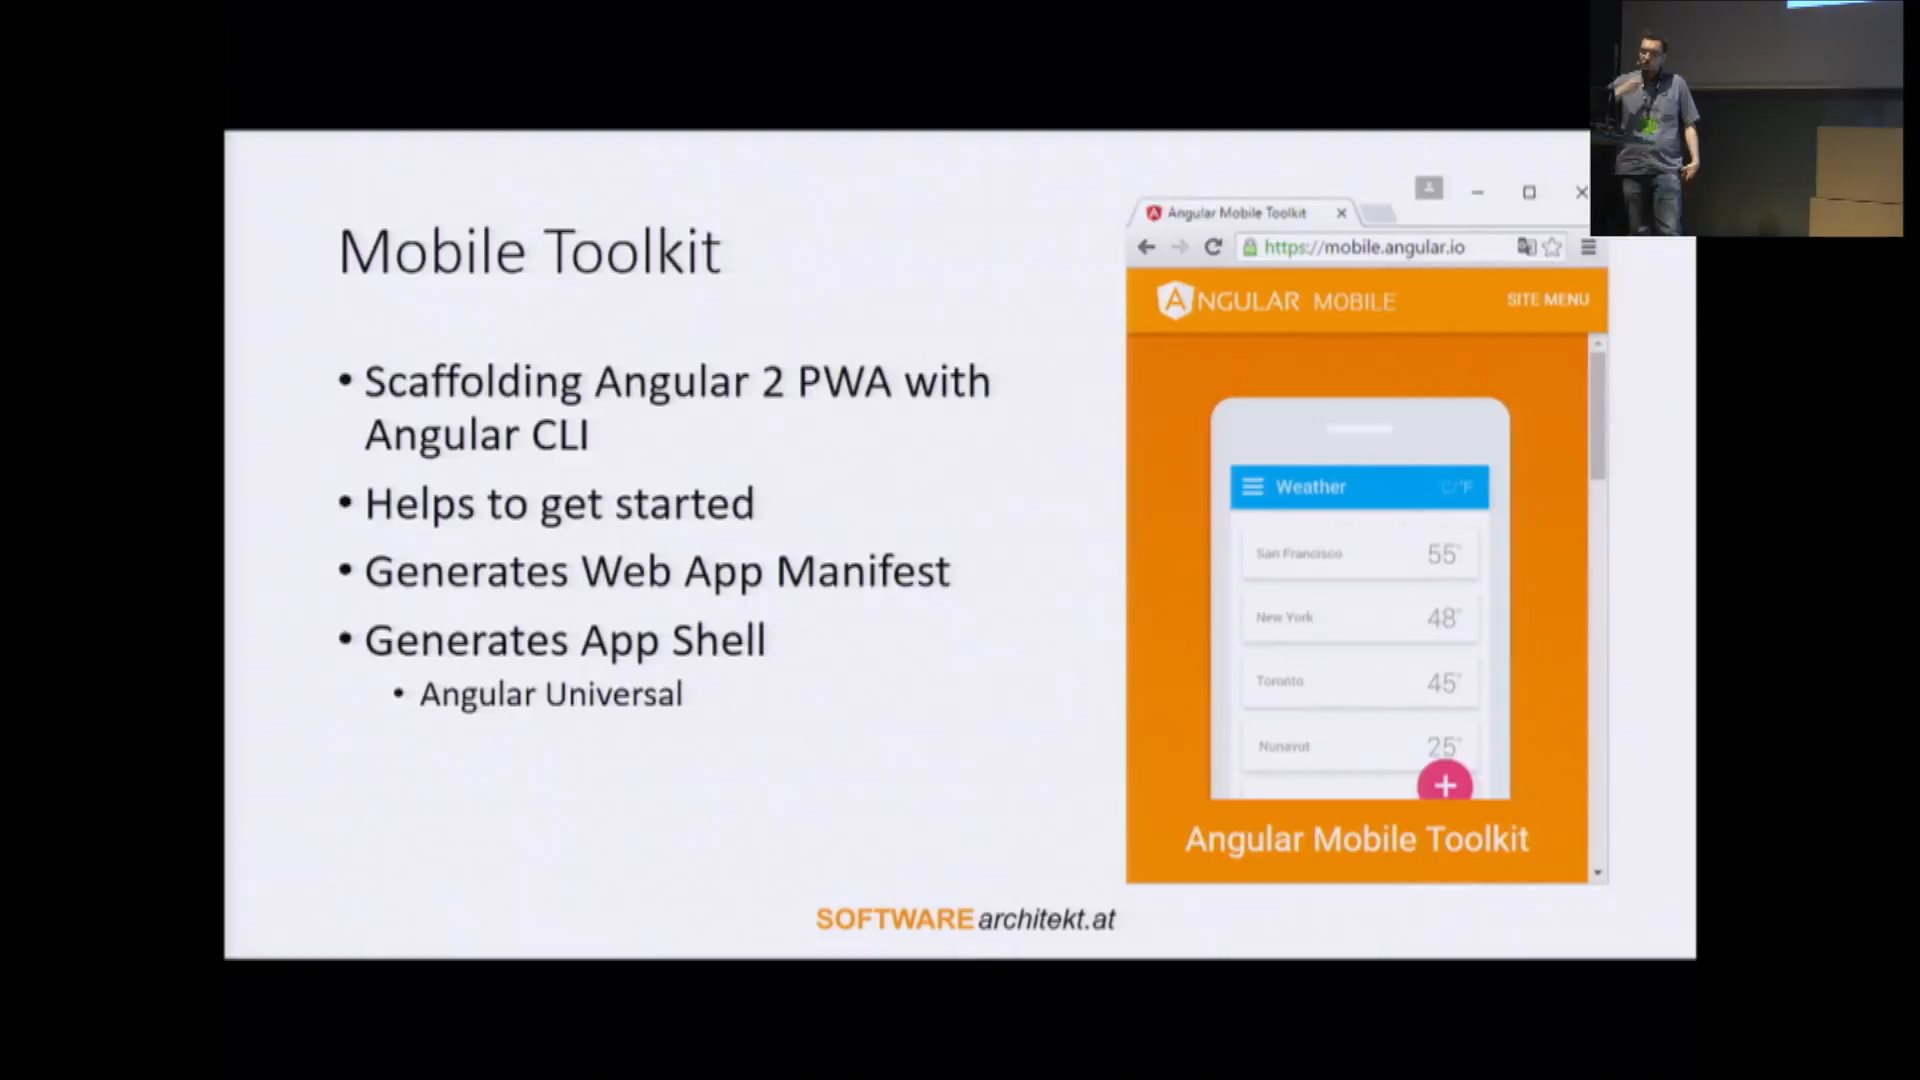 Mobile Toolkit
• Scaffolding Angular 2 PWA with
Angular CLI
• Helps to get started
• Generates Web App Manifest
• Generates App Shell
• Angular Universal
Angular Mobile Toolkit
https://mobile.angular.io
ANGULAR MOBILE
SITE MENU
Weather
°C/°F
San Francisco 55°
New York 48°
Toronto 45°
Nunavut 25°
+
Angular Mobile Toolkit
SOFTWAREarchitekt.at